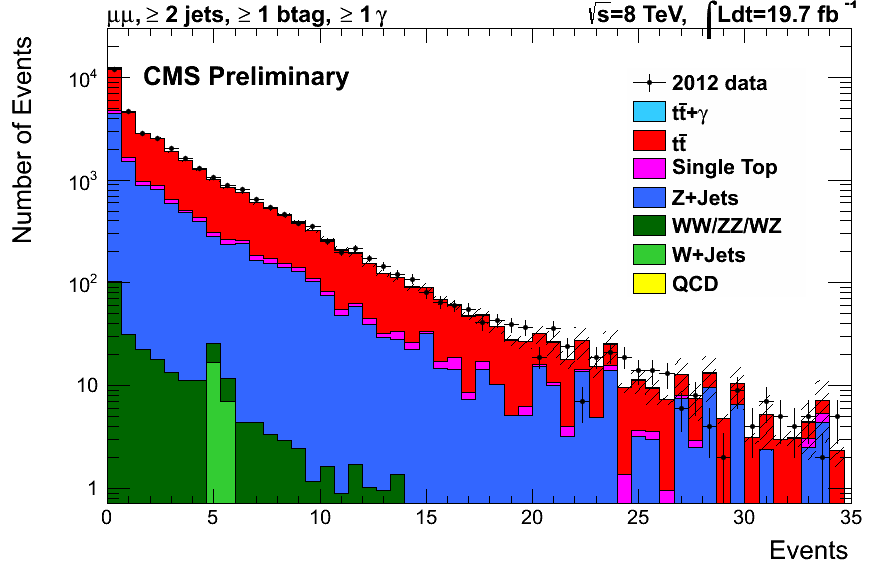 μμ, ≥ 2 jets, ≥ 1 btag, ≥ 1 γ
√s=8 TeV, ∫Ldt=19.7 fb⁻¹
CMS Preliminary
Number of Events
10⁴
10³
10²
10
1
2012 data
tt̄+γ
tt̄
Single Top
Z+Jets
WW/ZZ/WZ
W+Jets
QCD
0 5 10 15 20 25 30 35
Events